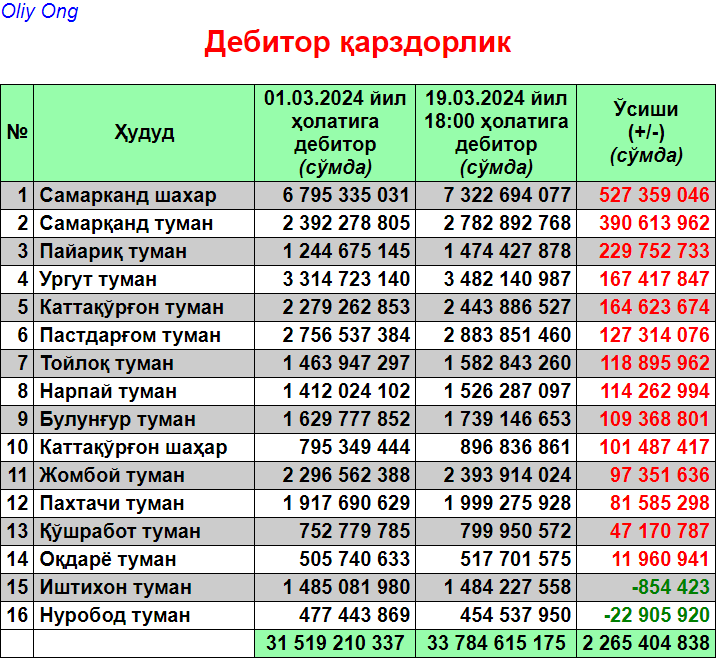 Oliy Ong
Дебитор қарздорлик
№ Ҳудуд 01.03.2024 йил ҳолатига дебитор (сўмда) 19.03.2024 йил 18:00 ҳолатига дебитор (сўмда) Ўсиши (+/-) (сўмда)
1 Самарканд шахар 6 795 335 031 7 322 694 077 527 359 046
2 Самарқанд туман 2 392 278 805 2 782 892 768 390 613 962
3 Пайариқ туман 1 244 675 145 1 474 427 878 229 752 733
4 Ургут туман 3 314 723 140 3 482 140 987 167 417 847
5 Каттақўрғон туман 2 279 262 853 2 443 886 527 164 623 674
6 Пастдарғом туман 2 756 537 384 2 883 851 460 127 314 076
7 Тойлоқ туман 1 463 947 297 1 582 843 260 118 895 962
8 Нарпай туман 1 412 024 102 1 526 287 097 114 262 994
9 Булунғур туман 1 629 777 852 1 739 146 653 109 368 801
10 Каттақўрғон шаҳар 795 349 444 896 836 861 101 487 417
11 Жомбой туман 2 296 562 388 2 393 914 024 97 351 636
12 Пахтачи туман 1 917 690 629 1 999 275 928 81 585 298
13 Қўшработ туман 752 779 785 799 950 572 47 170 787
14 Оқдарё туман 505 740 633 517 701 575 11 960 941
15 Иштихон туман 1 485 081 980 1 484 227 558 -854 423
16 Нуробод туман 477 443 869 454 537 950 -22 905 920
31 519 210 337 33 784 615 175 2 265 404 838